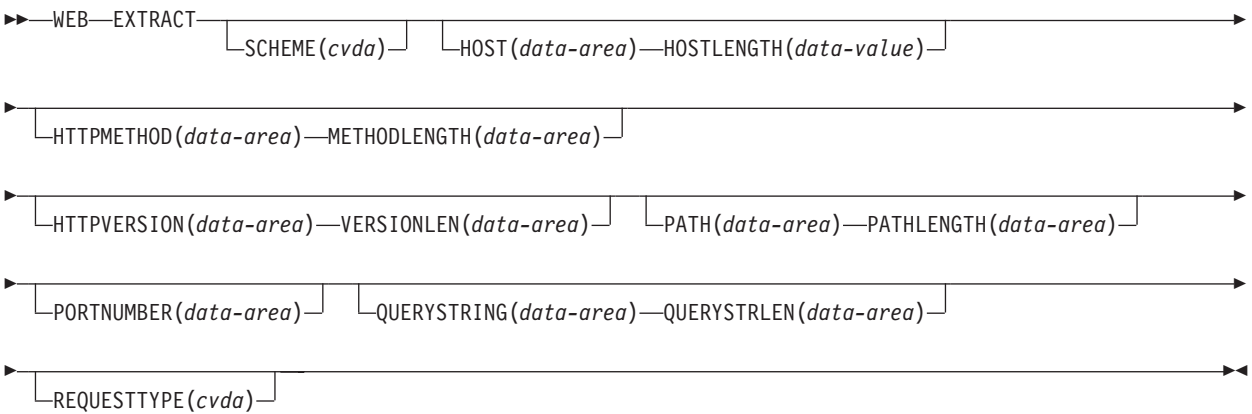 WEB EXTRACT
SCHEME(cvda) HOST(data-area) HOSTLENGTH(data-value)
HTTPMETHOD(data-area) METHODLENGTH(data-area)
HTTPVERSION(data-area) VERSIONLEN(data-area) PATH(data-area) PATHLENGTH(data-area)
PORTNUMBER(data-area) QUERYSTRING(data-area) QUERYSTRLEN(data-area)
REQUESTTYPE(cvda)